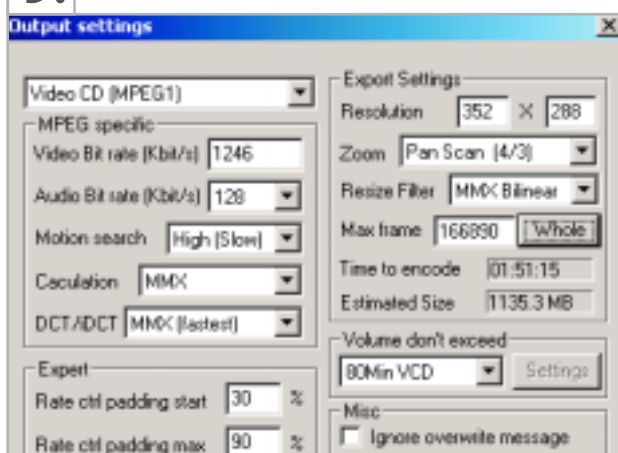 Output settings
Video CD (MPEG1)
MPEG specific
Video Bit rate (Kbit/s) 1246
Audio Bit rate (Kbit/s) 128
Motion search High (Slow)
Caculation MMX
DCT/iDCT MMX (fastest)
Expert
Rate ctrl padding start 30 %
Rate ctrl padding max 90 %
Export Settings
Resolution 352 X 288
Zoom Pan Scan (4/3)
Resize Filter MMX Bilinear
Max frame 166890 Whole
Time to encode 01:51:15
Estimated Size 1135.3 MB
Volume don't exceed
80Min VCD Settings
Misc
Ignore overwrite message